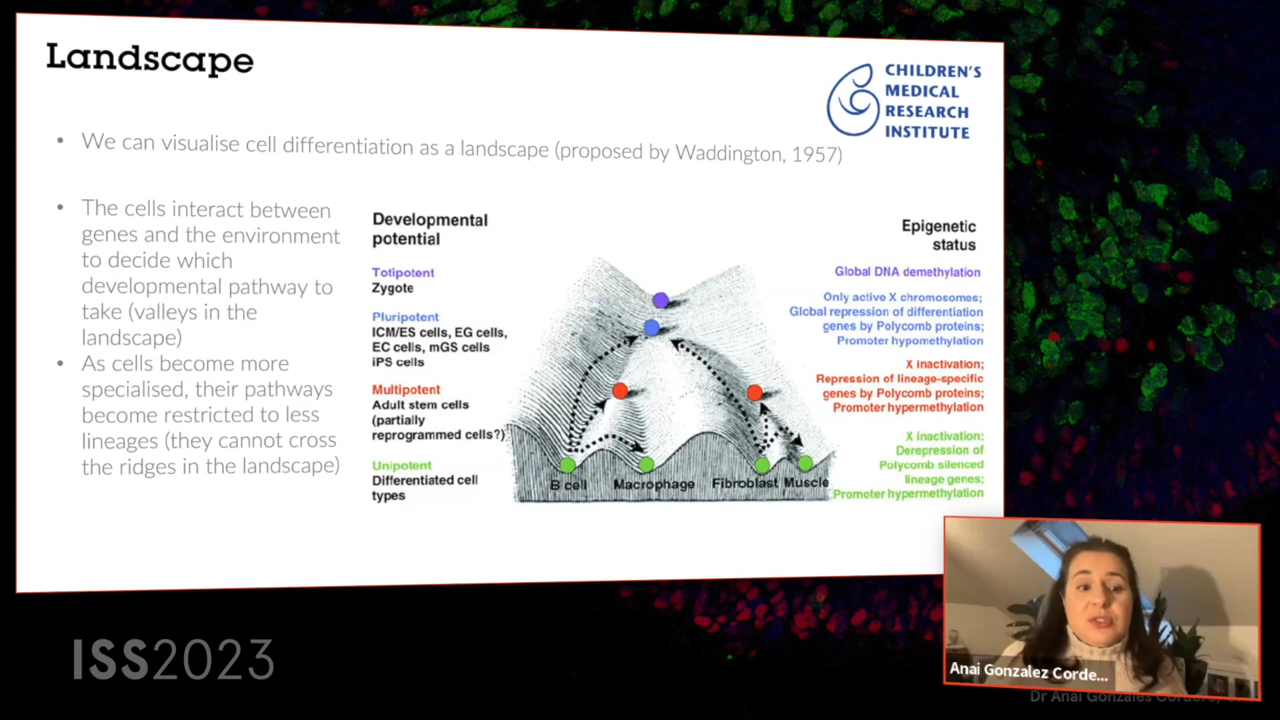 Landscape
CHILDREN'S
MEDICAL
RESEARCH
INSTITUTE
• We can visualise cell differentiation as a landscape (proposed by Waddington, 1957)
• The cells interact between
genes and the environment
to decide which
developmental pathway to
take (valleys in the
landscape)
• As cells become more
specialised, their pathways
become restricted to less
lineages (they cannot cross
the ridges in the landscape)
Developmental
potential
Totipotent
Zygote
Pluripotent
ICM/ES cells, EG cells,
EC cells, mGS cells
iPS cells
Multipotent
Adult stem cells
(partially
reprogrammed cells?)
Unipotent
Differentiated cell
types
B cell
Macrophage
Fibroblast
Muscle
Epigenetic
status
Global DNA demethylation
Only active X chromosomes;
Global repression of differentiation
genes by Polycomb proteins;
Promoter hypomethylation
X inactivation;
Repression of lineage-specific
genes by Polycomb proteins;
Promoter hypermethylation
X inactivation;
Derepression of
Polycomb silenced
lineage genes;
Promoter hypermethylation
ISS2023
Anai Gonzalez Corde...
Dr Anai Gonzales